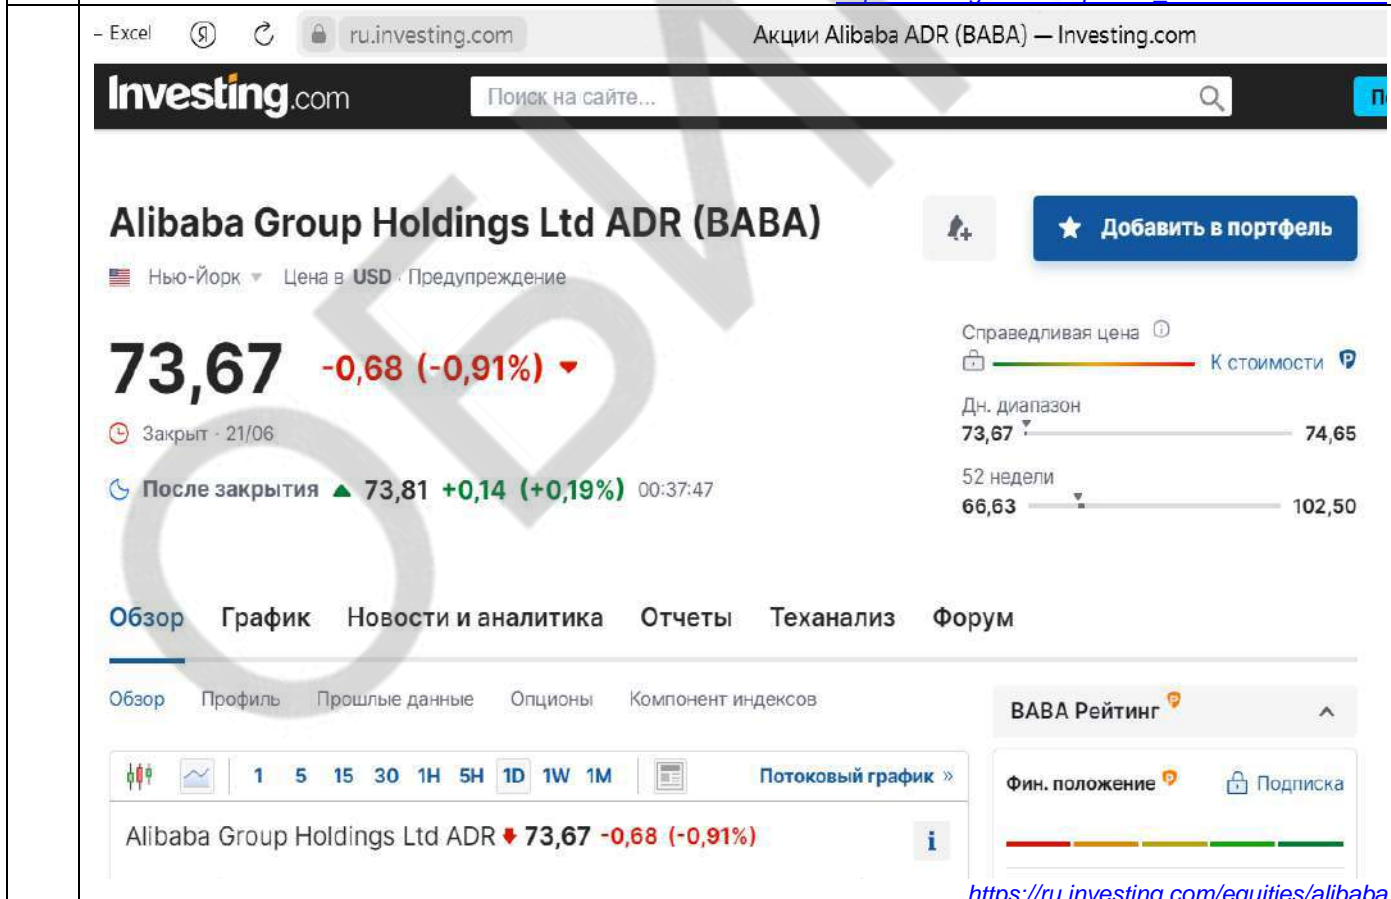 – Excel Я ru.investing.com Акции Alibaba ADR (BABA) — Investing.com
Investing.com Поиск на сайте...
Alibaba Group Holdings Ltd ADR (BABA) Добавить в портфель
Нью-Йорк Цена в USD · Предупреждение
73,67 -0,68 (-0,91%)
Справедливая цена
К стоимости
Дн. диапазон
73,67 74,65
Закрыт · 21/06
После закрытия 73,81 +0,14 (+0,19%) 00:37:47
52 недели
66,63 102,50
Обзор График Новости и аналитика Отчеты Теханализ Форум
Обзор Профиль Прошлые данные Опционы Компонент индексов
BABA Рейтинг
1 5 15 30 1H 5H 1D 1W 1M Потоковый график »
Фин. положение Подписка
Alibaba Group Holdings Ltd ADR 73,67 -0,68 (-0,91%)
https://ru.investing.com/equities/alibaba